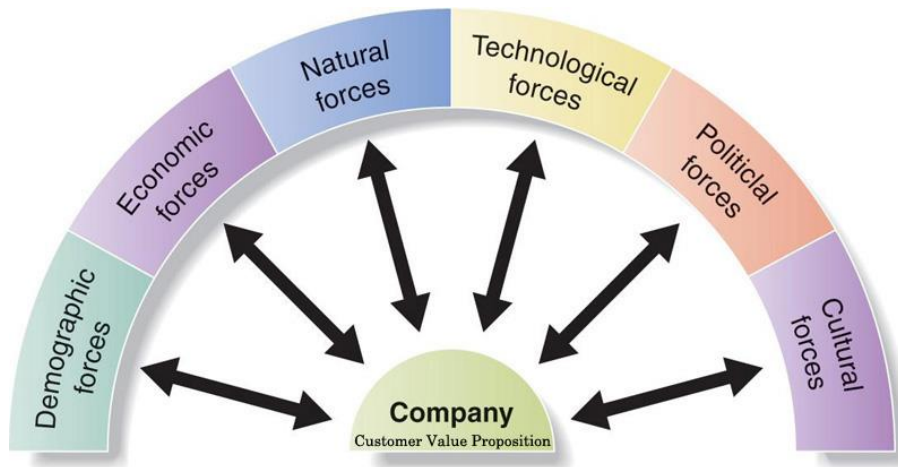 Demographic
forces
Economic
forces
Natural
forces
Technological
forces
Politiclal
forces
Cultural
forces
Company
Customer Value Proposition